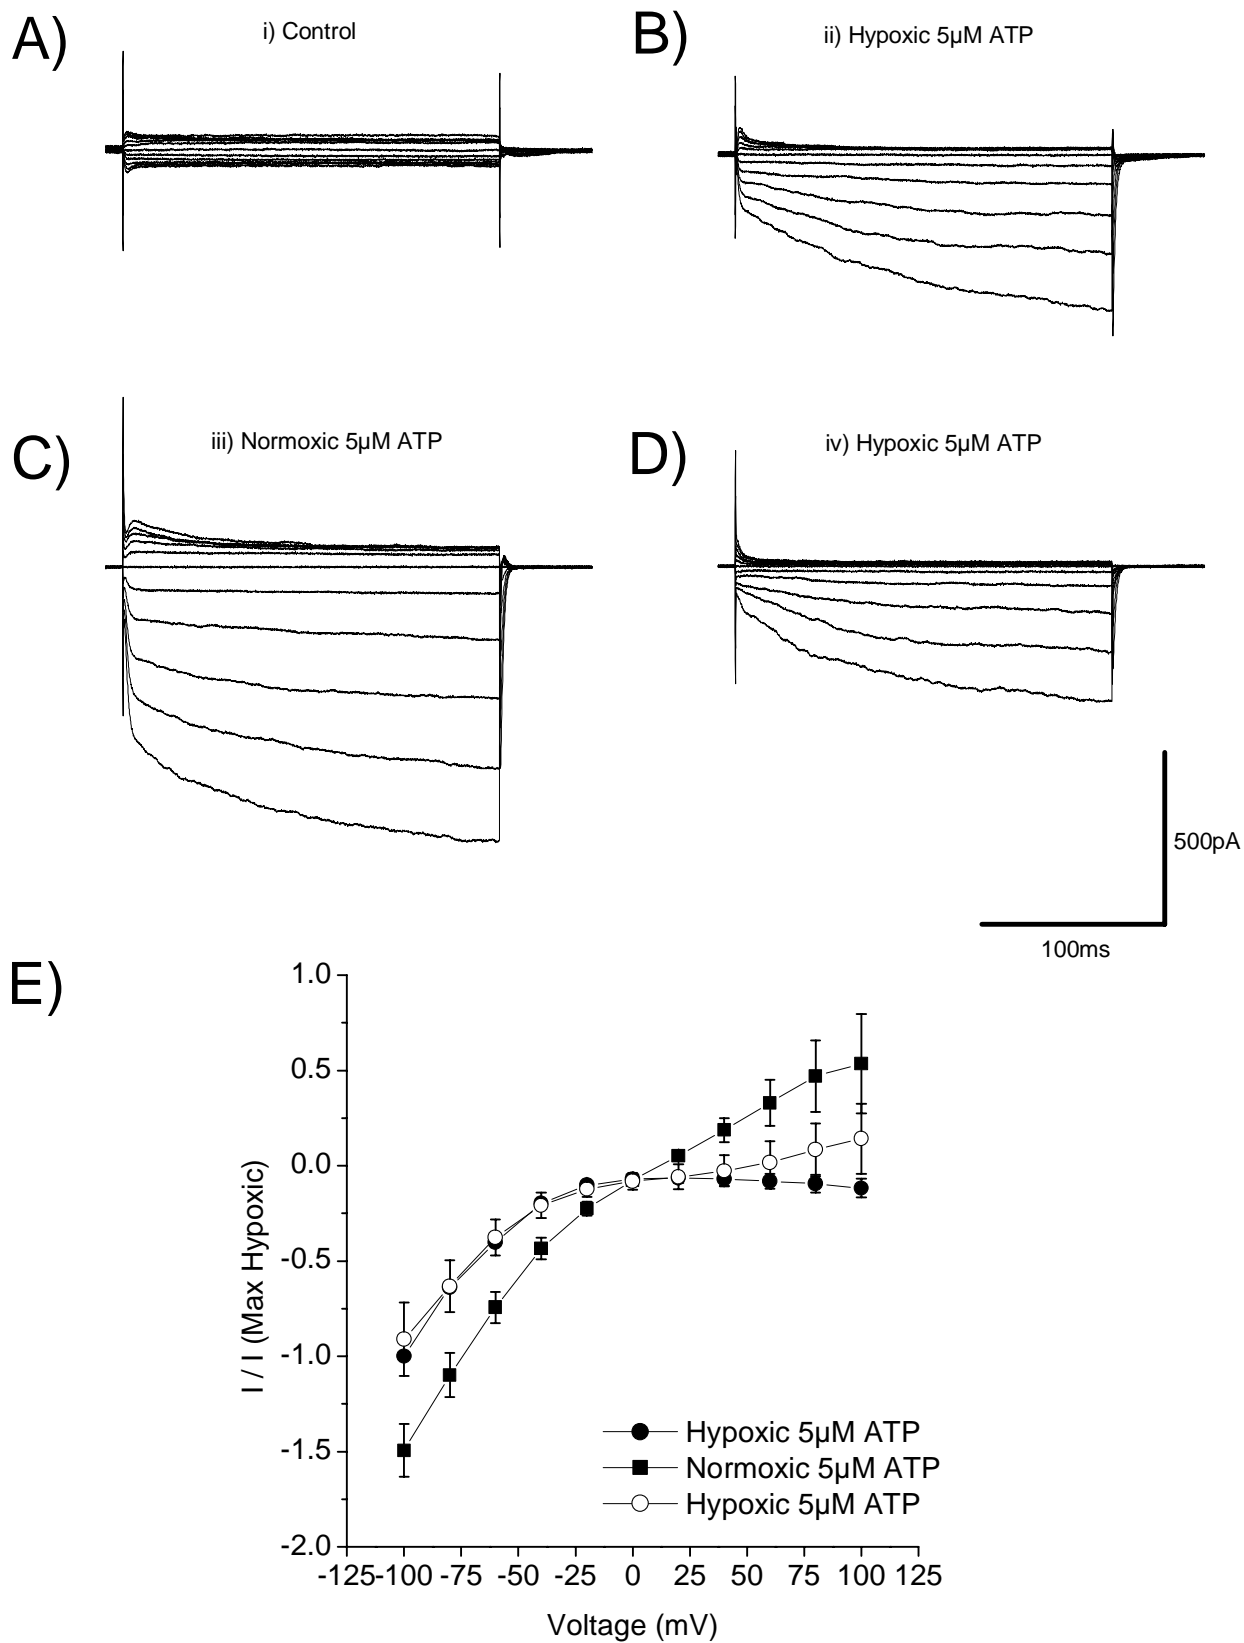 A)
i) Control
B)
ii) Hypoxic 5µM ATP
C)
iii) Normoxic 5µM ATP
D)
iv) Hypoxic 5µM ATP
500pA
100ms
E)
1.0
0.5
0.0
-0.5
-1.0
-1.5
-2.0
I / I (Max Hypoxic)
Hypoxic 5µM ATP
Normoxic 5µM ATP
Hypoxic 5µM ATP
-125 -100 -75 -50 -25 0 25 50 75 100 125
Voltage (mV)